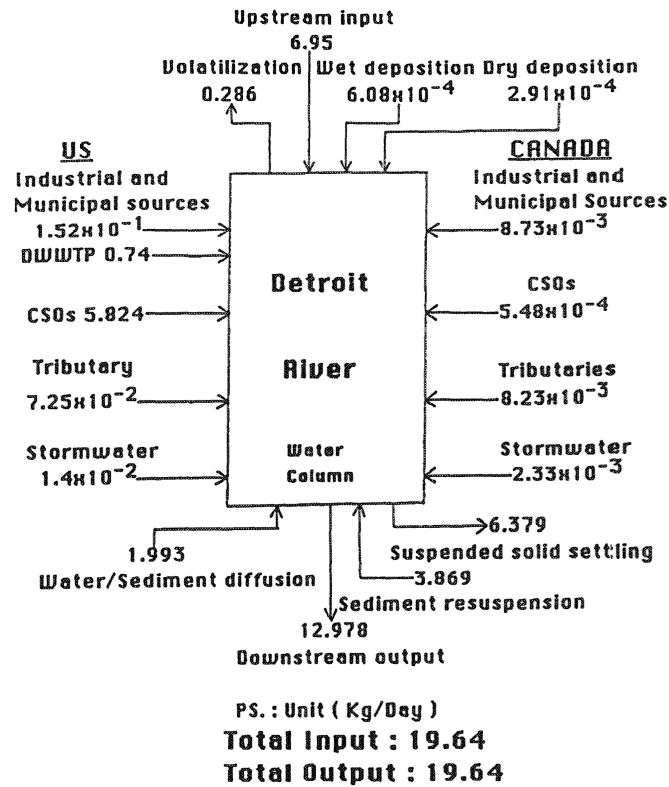 Upstream input
6.95
Volatilization Wet deposition Dry deposition
0.286 6.08x10-4 2.91x10-4
US
Industrial and
Municipal sources
1.52x10-1
DWWTP 0.74
CSOs 5.824
Tributary
7.25x10-2
Stormwater
1.4x10-2
Detroit
River
Water
Column
CANADA
Industrial and
Municipal Sources
8.73x10-3
CSOs
5.48x10-4
Tributaries
8.23x10-3
Stormwater
2.33x10-3
1.993
Water/Sediment diffusion
6.379
Suspended solid settling
3.869
Sediment resuspension
12.978
Downstream output
PS. : Unit ( Kg/Day )
Total Input : 19.64
Total Output : 19.64